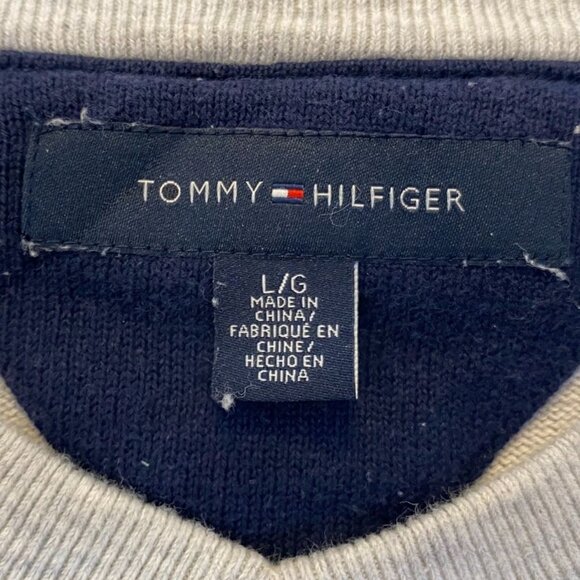 TOMMY HILFIGER
L/G
MADE IN
CHINA/
FABRIQUÉ EN
CHINE/
HECHO EN
CHINA